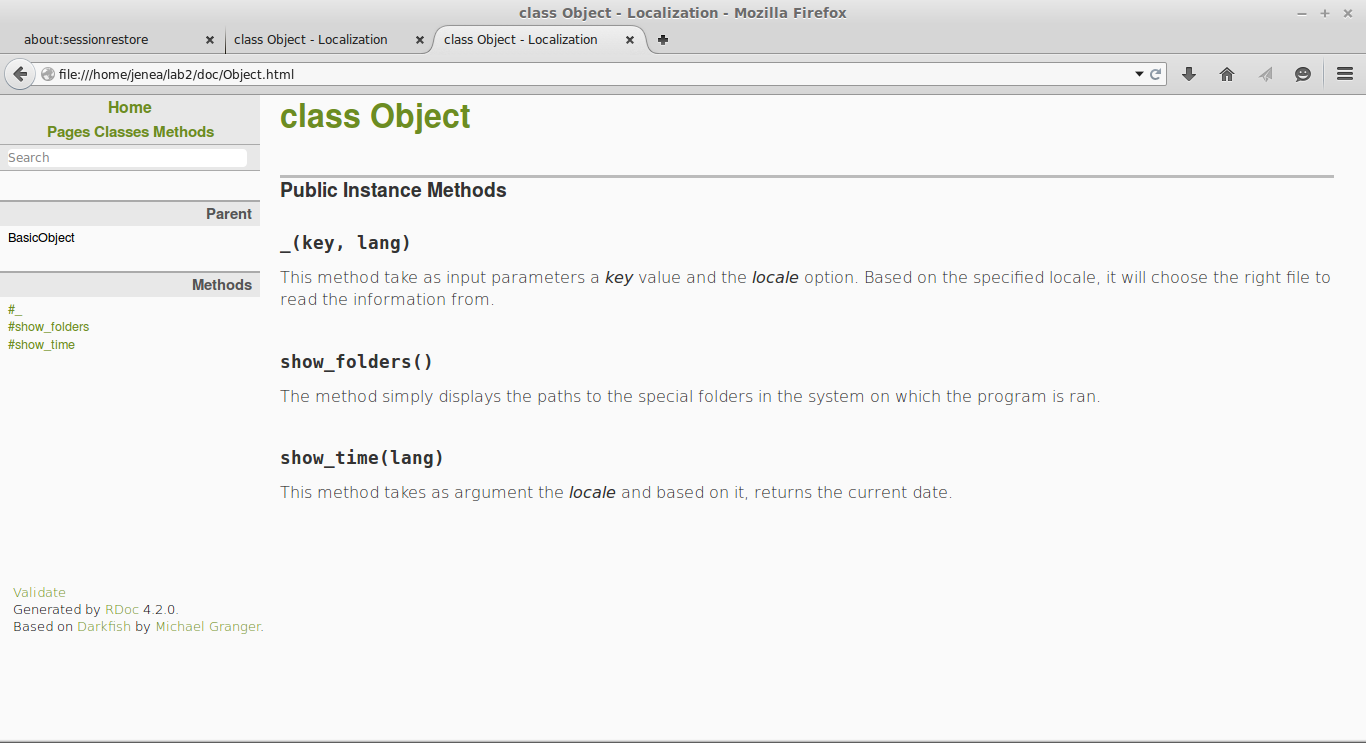 class Object - Localization - Mozilla Firefox
about:sessionrestore
class Object - Localization
class Object - Localization
file:///home/jenea/lab2/doc/Object.html
Home
Pages Classes Methods
Search
Parent
BasicObject
Methods
#_
#show_folders
#show_time
class Object
Public Instance Methods
_(key, lang)
This method take as input parameters a key value and the locale option. Based on the specified locale, it will choose the right file to
read the information from.
show_folders()
The method simply displays the paths to the special folders in the system on which the program is ran.
show_time(lang)
This method takes as argument the locale and based on it, returns the current date.
Validate
Generated by RDoc 4.2.0.
Based on Darkfish by Michael Granger.